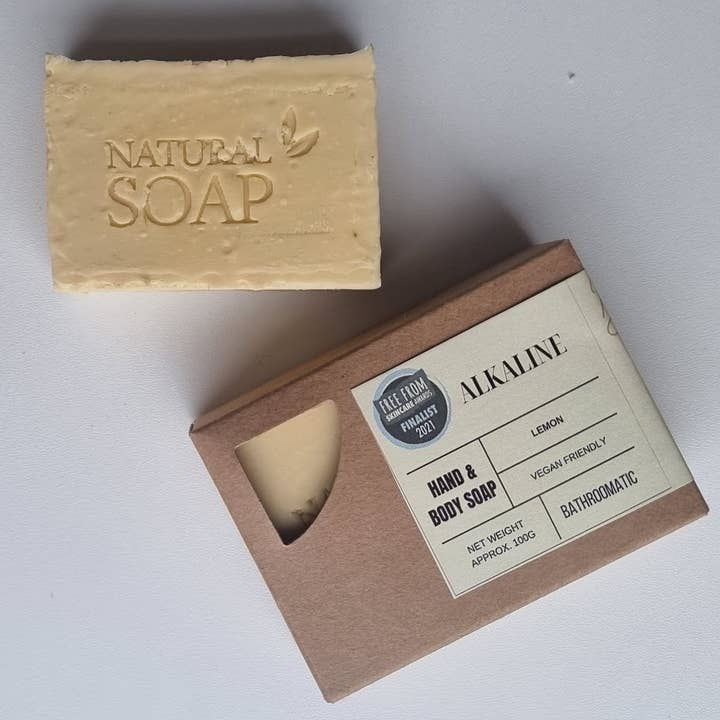 NATURAL
SOAP
FREE FROM
SKINCARE AWARDS
FINALIST
2021
ALKALINE
LEMON
HAND &
BODY SOAP
VEGAN FRIENDLY
NET WEIGHT
APPROX. 100G
BATHROOMATIC